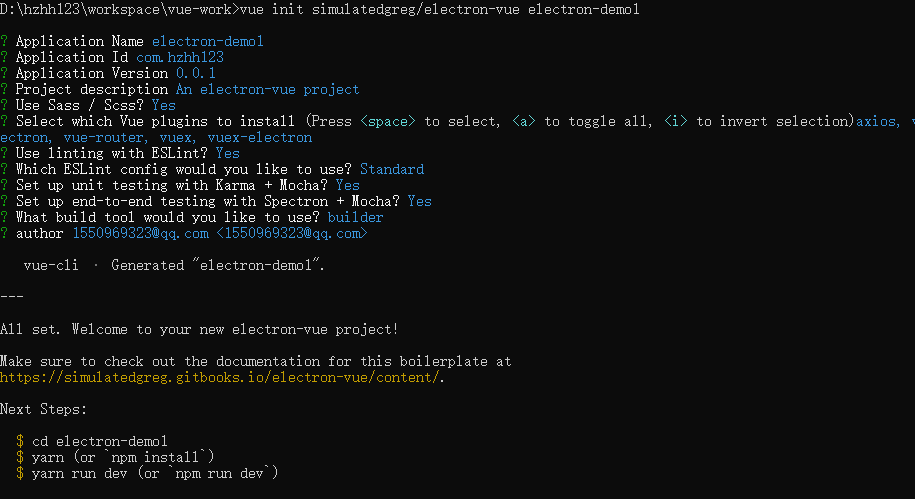 D:\hzhh123\workspace\vue-work>vue init simulatedgreg/electron-vue electron-demo1
? Application Name electron-demo1
? Application Id com.hzhh123
? Application Version 0.0.1
? Project description An electron-vue project
? Use Sass / Scss? Yes
? Select which Vue plugins to install (Press <space> to select, <a> to toggle all, <i> to invert selection)axios, v
ectron, vue-router, vuex, vuex-electron
? Use linting with ESLint? Yes
? Which ESLint config would you like to use? Standard
? Set up unit testing with Karma + Mocha? Yes
? Set up end-to-end testing with Spectron + Mocha? Yes
? What build tool would you like to use? builder
? author 1550969323@qq.com <1550969323@qq.com>
vue-cli · Generated "electron-demo1".
---
All set. Welcome to your new electron-vue project!
Make sure to check out the documentation for this boilerplate at
https://simulatedgreg.gitbooks.io/electron-vue/content/.
Next Steps:
$ cd electron-demo1
$ yarn (or `npm install`)
$ yarn run dev (or `npm run dev`)